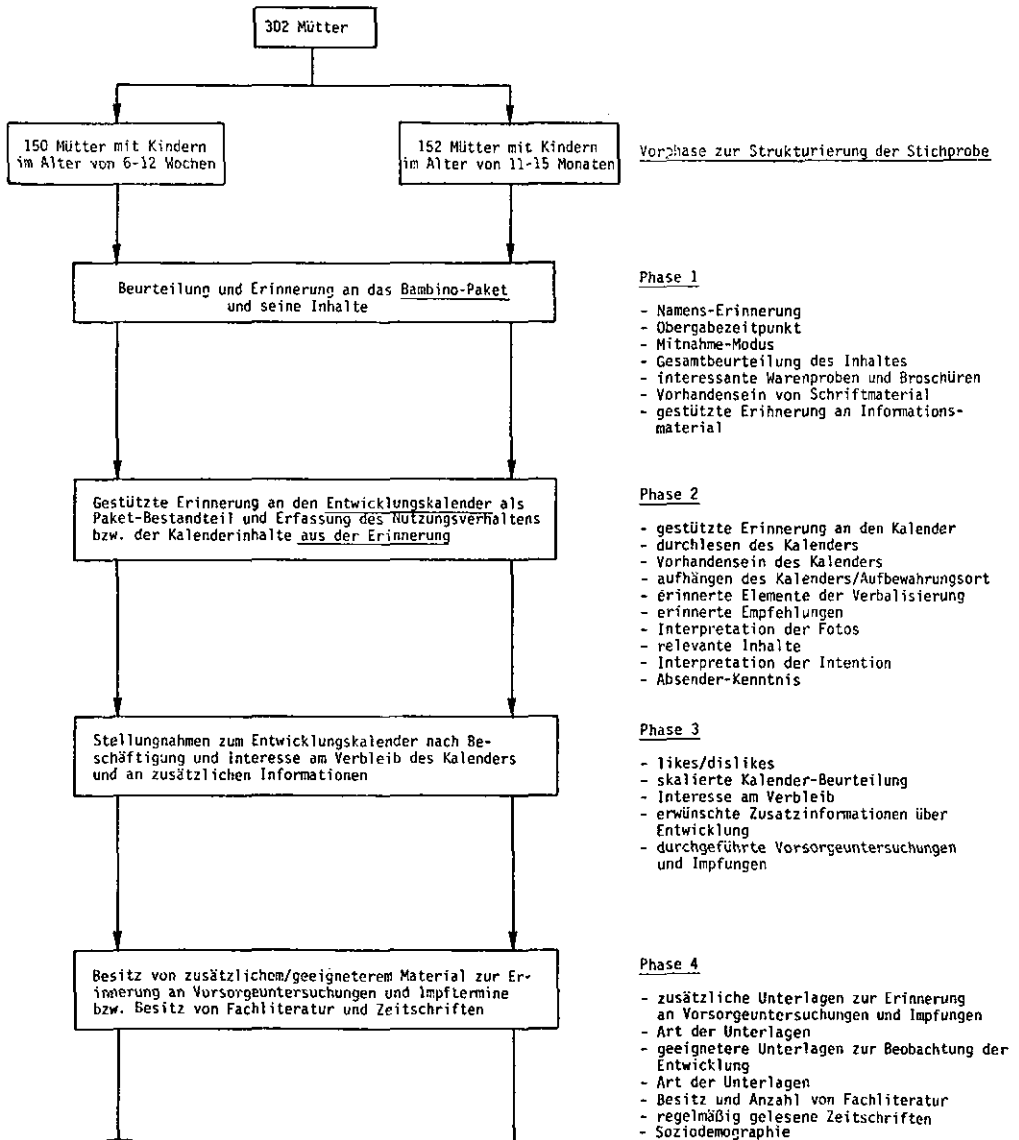 302 Mütter
150 Mütter mit Kindern
im Alter von 6-12 Wochen
152 Mütter mit Kindern
im Alter von 11-15 Monaten
Vorphase zur Strukturierung der Stichprobe
Beurteilung und Erinnerung an das Bambino-Paket
und seine Inhalte
Phase 1
- Namens-Erinnerung
- Obergabezeitpunkt
- Mitnahme-Modus
- Gesamtbeurteilung des Inhaltes
- interessante Warenproben und Broschüren
- Vorhandensein von Schriftmaterial
- gestützte Erihnerung an Informations-
material
Gestützte Erinnerung an den Entwicklungskalender als
Paket-Bestandteil und Erfassung des Nutzungsverhaltens
bzw. der Kalenderinhalte aus der Erinnerung
Phase 2
- gestützte Erinnerung an den Kalender
- durchlesen des Kalenders
- Vorhandensein des Kalenders
- aufhängen des Kalenders/Aufbewahrungsort
- erinnerte Elemente der Verbalisierung
- erinnerte Empfehlungen
- Interpretation der Fotos
- relevante Inhalte
- Interpretation der Intention
- Absender-Kenntnis
Stellungnahmen zum Entwicklungskalender nach Be-
schäftigung und Interesse am Verbleib des Kalenders
und an zusätzlichen Informationen
Phase 3
- likes/dislikes
- skalierte Kalender-Beurteilung
- Interesse am Verbleib
- erwünschte Zusatzinformationen über
Entwicklung
- durchgeführte Vorsorgeuntersuchungen
und Impfungen
Besitz von zusätzlichem/geeigneterem Material zur Er-
innerung an Vorsorgeuntersuchungen und Impftermine
bzw. Besitz von Fachliteratur und Zeitschriften
Phase 4
- zusätzliche Unterlagen zur Erinnerung
an Vorsorgeuntersuchungen und Impfungen
- Art der Unterlagen
- geeignetere Unterlagen zur Beobachtung der
Entwicklung
- Art der Unterlagen
- Besitz und Anzahl von Fachliteratur
- regelmäßig gelesene Zeitschriften
- Soziodemographie